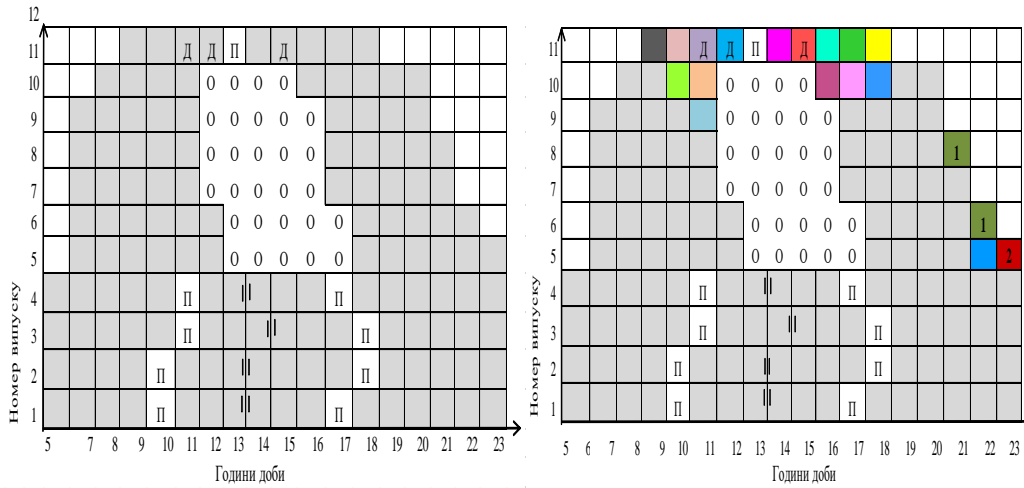 12
11 Д Д П Д
10 0 0 0 0
9 0 0 0 0 0
8 0 0 0 0 0
7 0 0 0 0 0
6 0 0 0 0 0
5 0 0 0 0 0
4 П || П
3 П || П
2 П || П
1 П || П
Номер випуску
5 7 8 9 10 11 12 13 14 15 16 17 18 19 20 21 22 23
Години доби
11 Д Д П Д
10 0 0 0 0
9 0 0 0 0 0
8 0 0 0 0 0 1
7 0 0 0 0 0
6 0 0 0 0 0 1
5 0 0 0 0 0 2
4 П || П
3 П || П
2 П || П
1 П || П
Номер випуску
5 6 7 8 9 10 11 12 13 14 15 16 17 18 19 20 21 22 23
Години доби